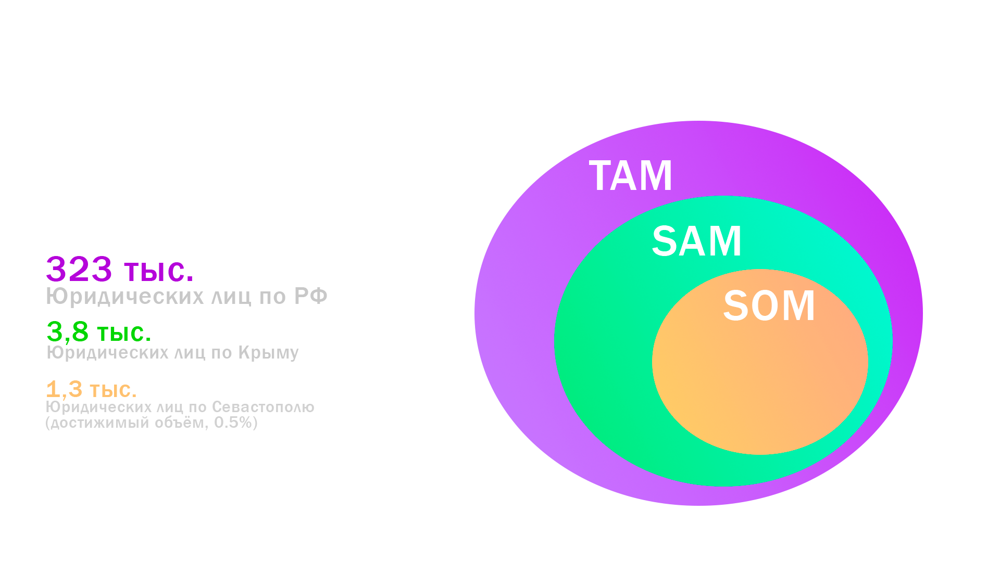 323 тыс.
Юридических лиц по РФ
3,8 тыс.
Юридических лиц по Крыму
1,3 тыс.
Юридических лиц по Севастополю
(достижимый объём, 0.5%)
TAM
SAM
SOM